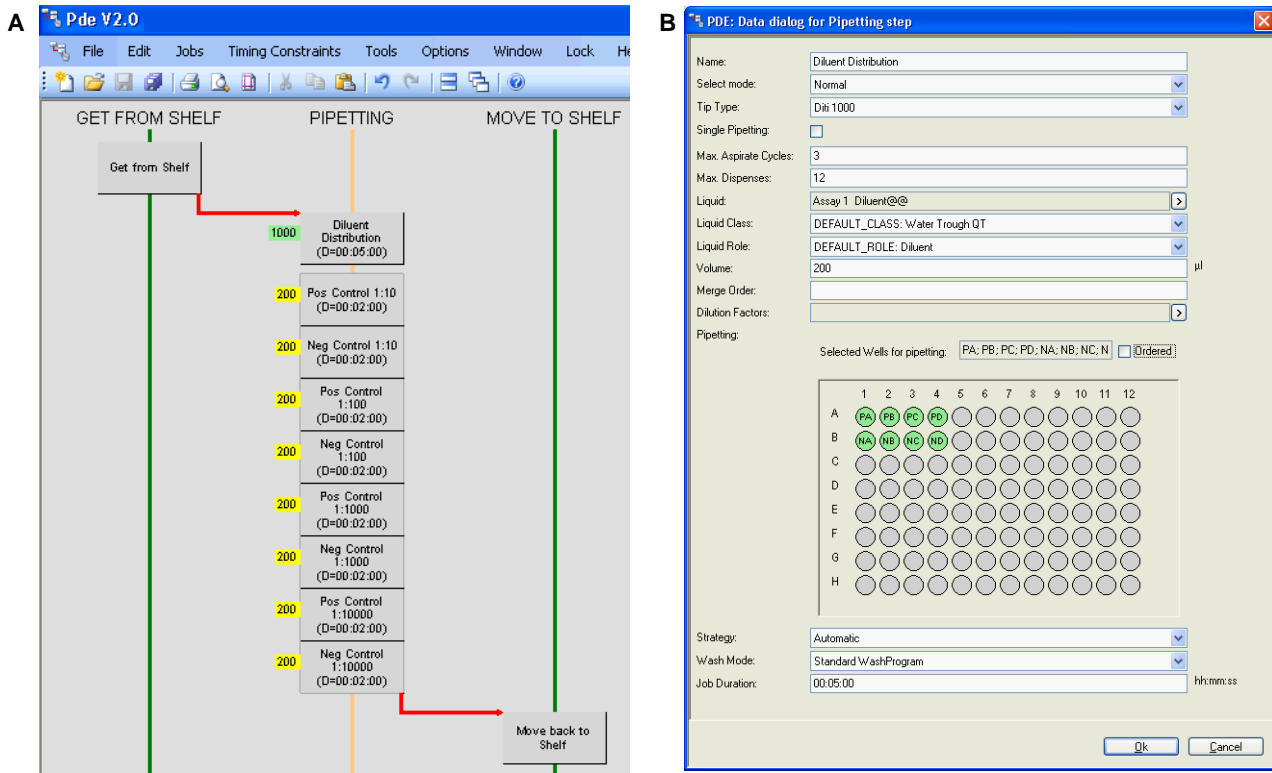 A
Pde V2.0
File Edit Jobs Timing Constraints Tools Options Window Lock He
GET FROM SHELF PIPETTING MOVE TO SHELF
Get from Shelf
1000 Diluent
Distribution
(D=00:05:00)
200 Pos Control 1:10
(D=00:02:00)
200 Neg Control 1:10
(D=00:02:00)
200 Pos Control
1:100
(D=00:02:00)
200 Neg Control
1:100
(D=00:02:00)
200 Pos Control
1:1000
(D=00:02:00)
200 Neg Control
1:1000
(D=00:02:00)
200 Pos Control
1:10000
(D=00:02:00)
200 Neg Control
1:10000
(D=00:02:00)
Move back to
Shelf
B
PDE: Data dialog for Pipetting step
Name: Diluent Distribution
Select mode: Normal
Tip Type: Diti 1000
Single Pipetting:
Max. Aspirate Cycles: 3
Max. Dispenses: 12
Liquid: Assay 1 Diluent@@ >
Liquid Class: DEFAULT_CLASS: Water Trough QT
Liquid Role: DEFAULT_ROLE: Diluent
Volume: 200 µl
Merge Order:
Dilution Factors: >
Pipetting:
Selected Wells for pipetting: PA; PB; PC; PD; NA; NB; NC; N Ordered
1 2 3 4 5 6 7 8 9 10 11 12
A PA PB PC PD
B NA NB NC ND
C
D
E
F
G
H
Strategy: Automatic
Wash Mode: Standard WashProgram
Job Duration: 00:05:00 hh:mm:ss
Ok Cancel